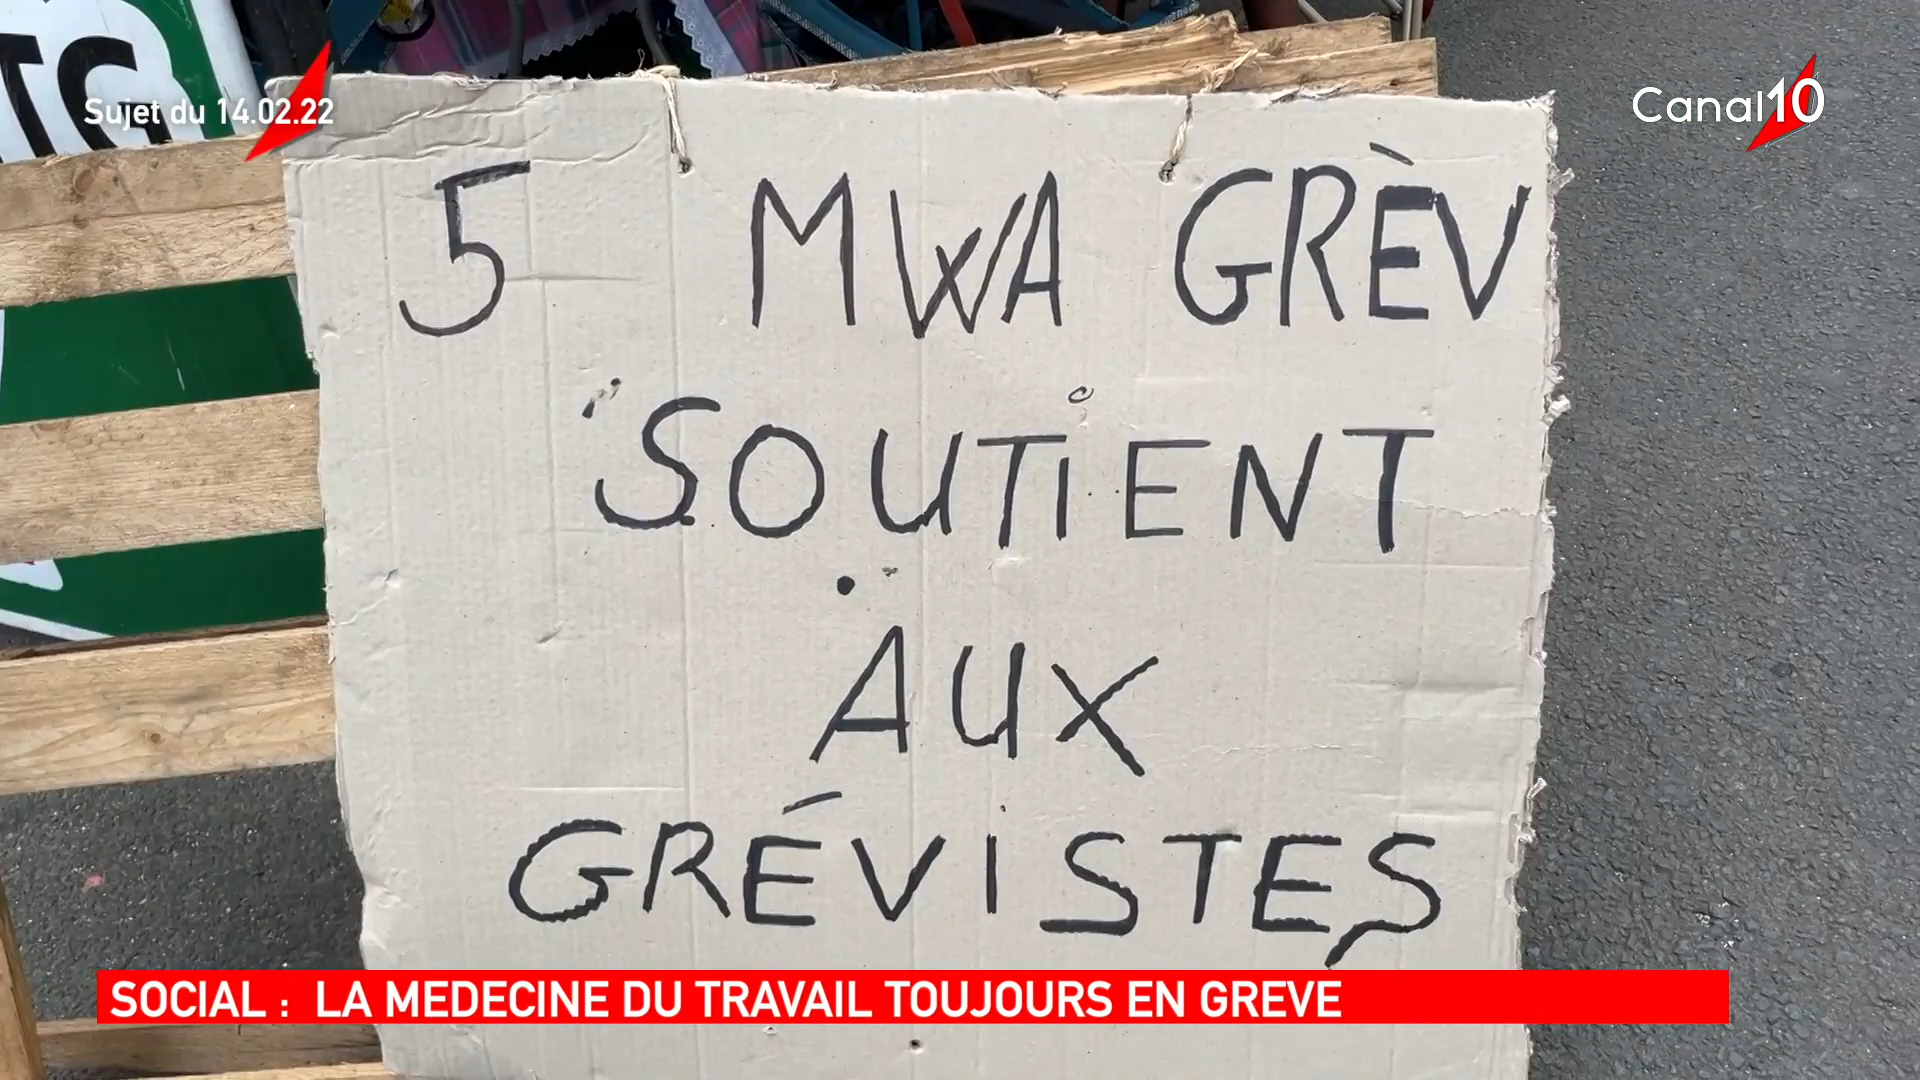 TG
Sujet du 14.02.22
Canal10
5 MWA GRÈV
SOUTIENT
AUX
GRÉVISTES
SOCIAL : LA MEDECINE DU TRAVAIL TOUJOURS EN GREVE